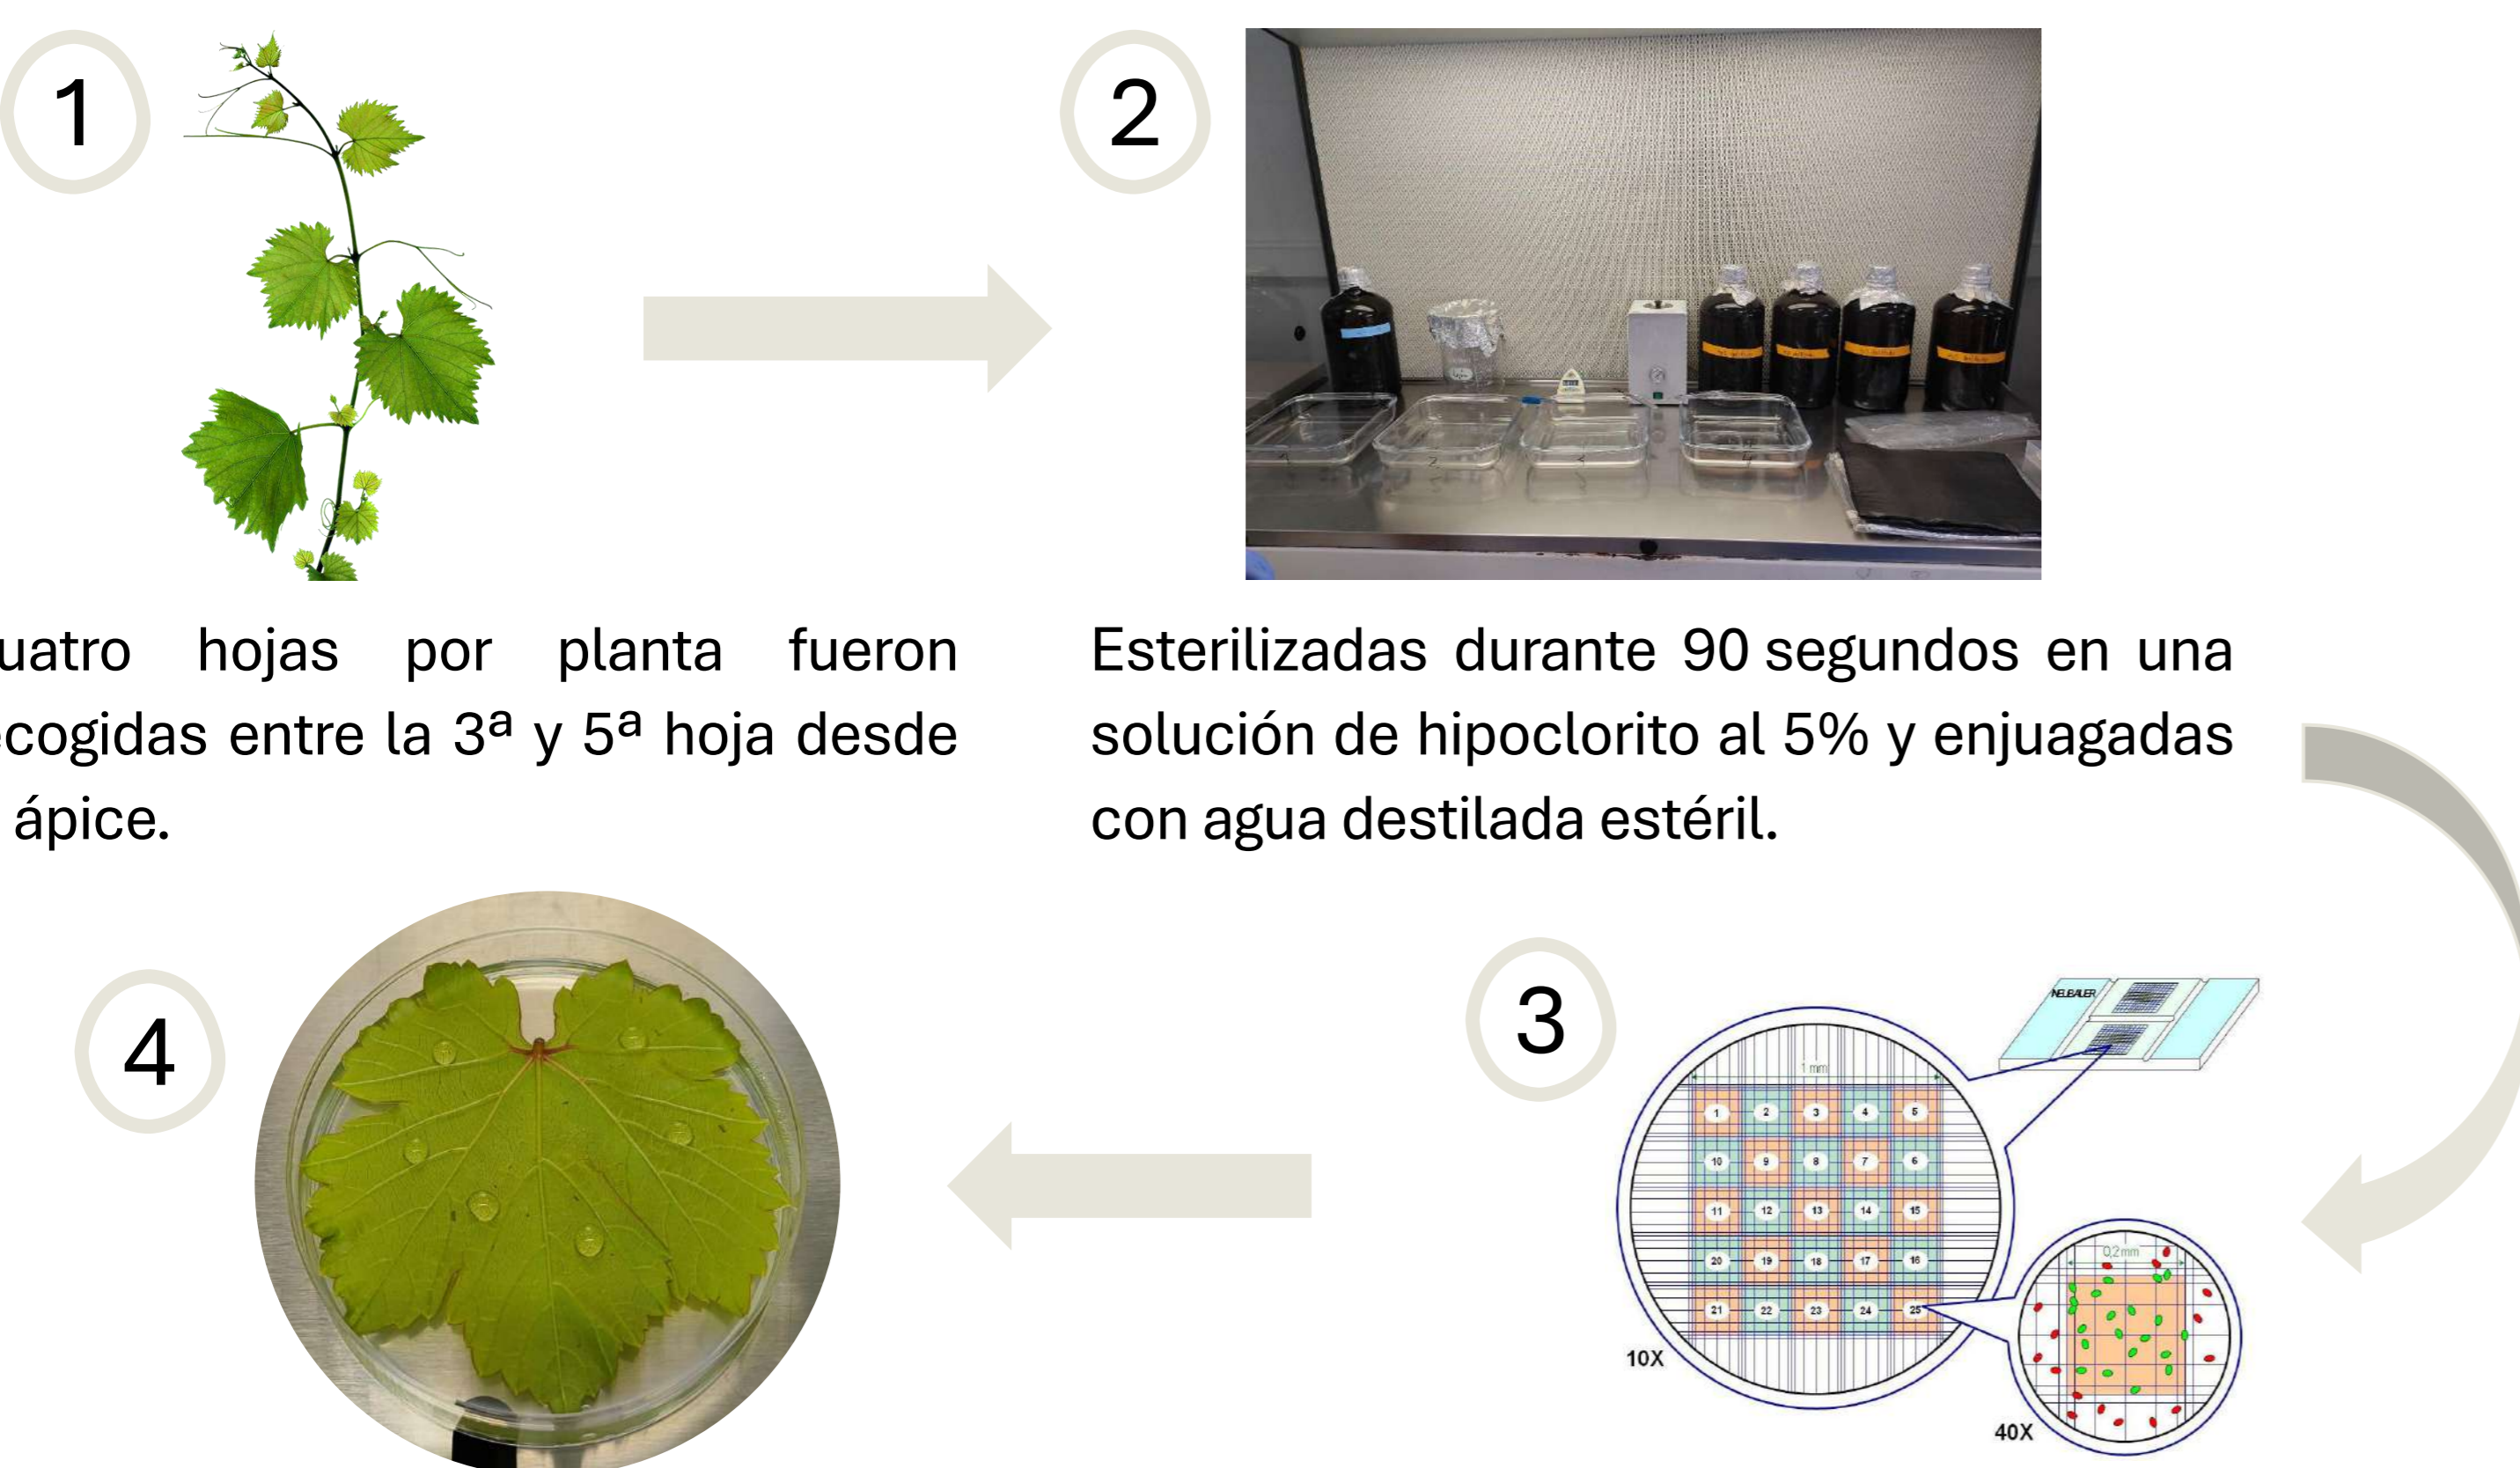 1
2
uatro hojas por planta fueron
ecogidas entre la 3ª y 5ª hoja desde
ápice.
Esterilizadas durante 90 segundos en una
solución de hipoclorito al 5% y enjuagadas
con agua destilada estéril.
4
3
NEUBAUER
1 mm
1 2 3 4 5
10 9 8 7 6
11 12 13 14 15
20 19 18 17 16
21 22 23 24 25
10X
0,2 mm
40X